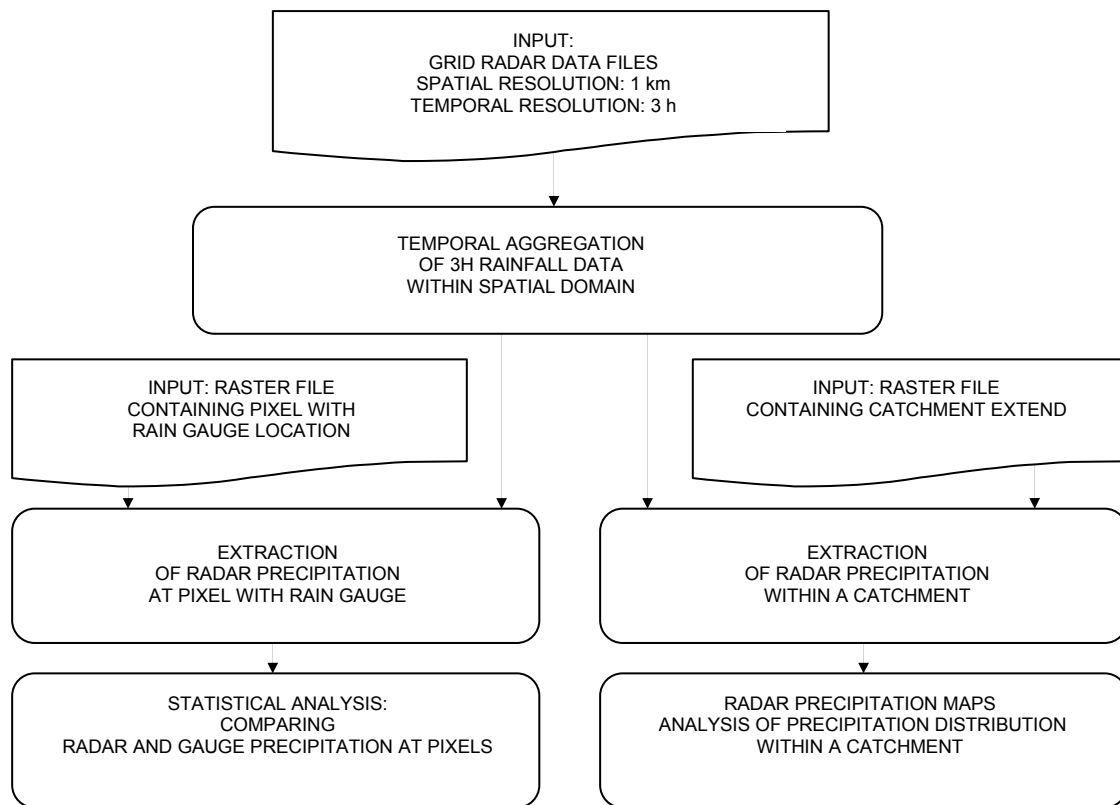 INPUT:
GRID RADAR DATA FILES
SPATIAL RESOLUTION: 1 km
TEMPORAL RESOLUTION: 3 h
TEMPORAL AGGREGATION
OF 3H RAINFALL DATA
WITHIN SPATIAL DOMAIN
INPUT: RASTER FILE
CONTAINING PIXEL WITH
RAIN GAUGE LOCATION
INPUT: RASTER FILE
CONTAINING CATCHMENT EXTEND
EXTRACTION
OF RADAR PRECIPITATION
AT PIXEL WITH RAIN GAUGE
EXTRACTION
OF RADAR PRECIPITATION
WITHIN A CATCHMENT
STATISTICAL ANALYSIS:
COMPARING
RADAR AND GAUGE PRECIPITATION AT PIXELS
RADAR PRECIPITATION MAPS
ANALYSIS OF PRECIPITATION DISTRIBUTION
WITHIN A CATCHMENT